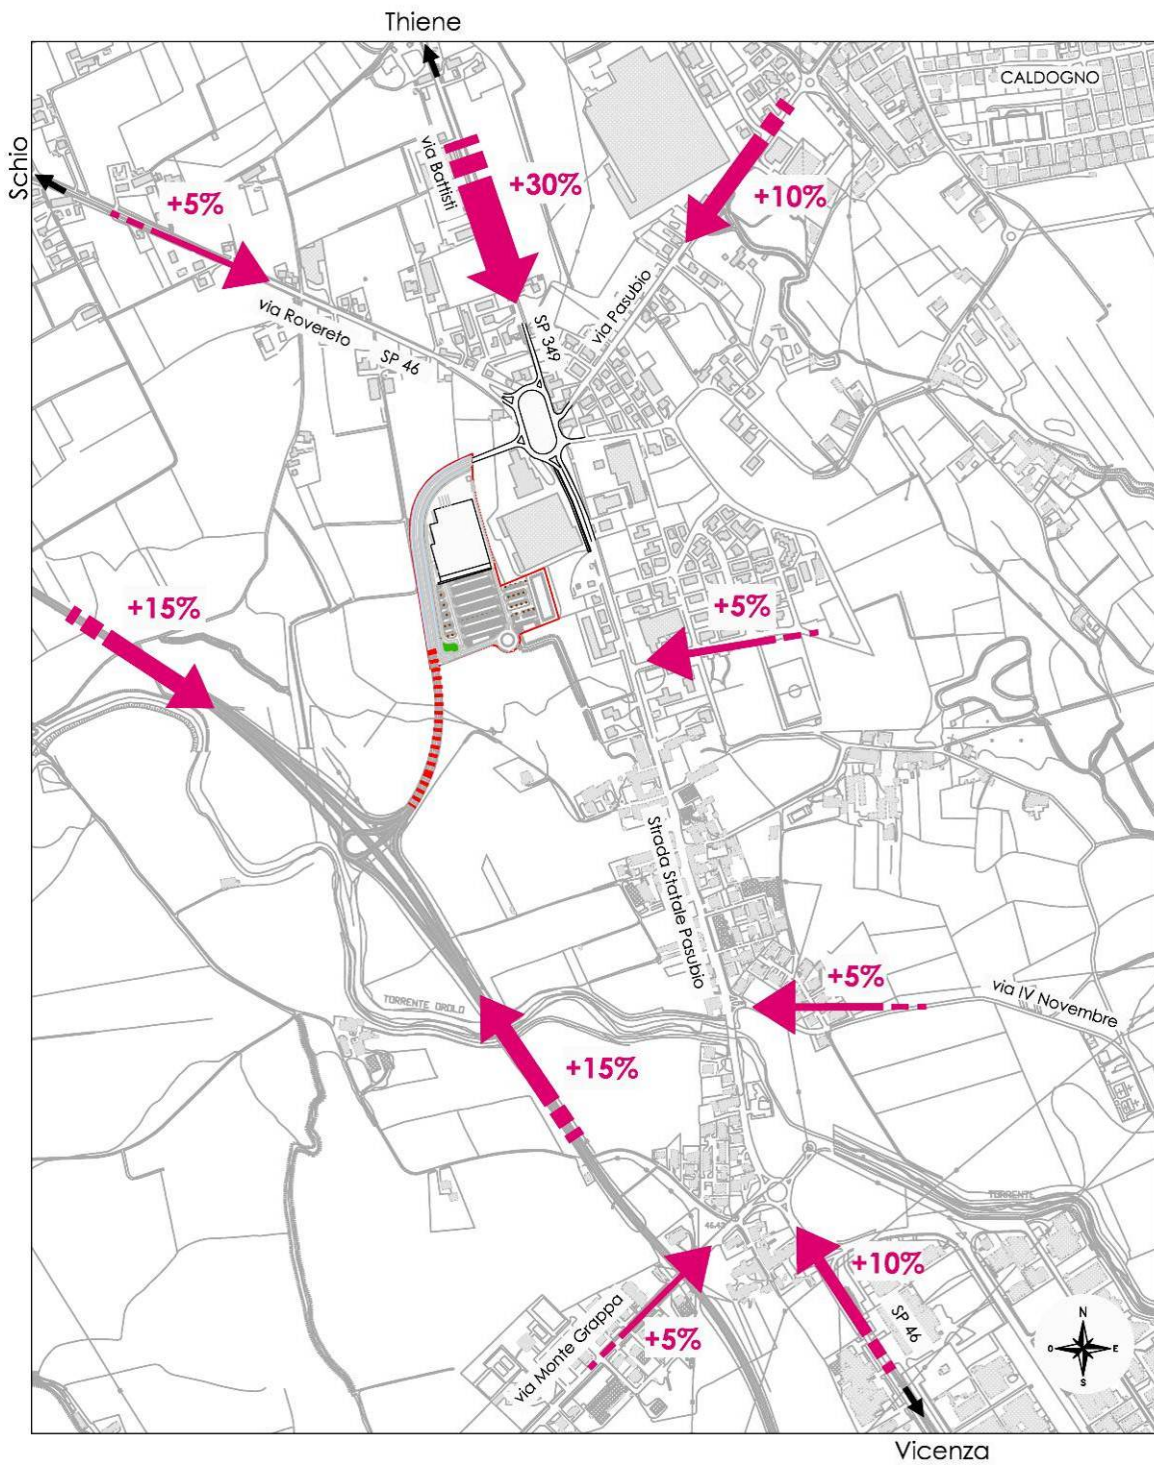 Thiene
CALDOGNO
Schio
via Battisti
+5%
+30%
+10%
via Rovereto
SP 46
SP 349
via Pasubio
+15%
+5%
Strada Statale Pasubio
+5%
via IV Novembre
TORRENTE OROLO
+15%
TORRENTE
+10%
SP 46
+5%
via Monte Grappa
N
O
E
S
Vicenza